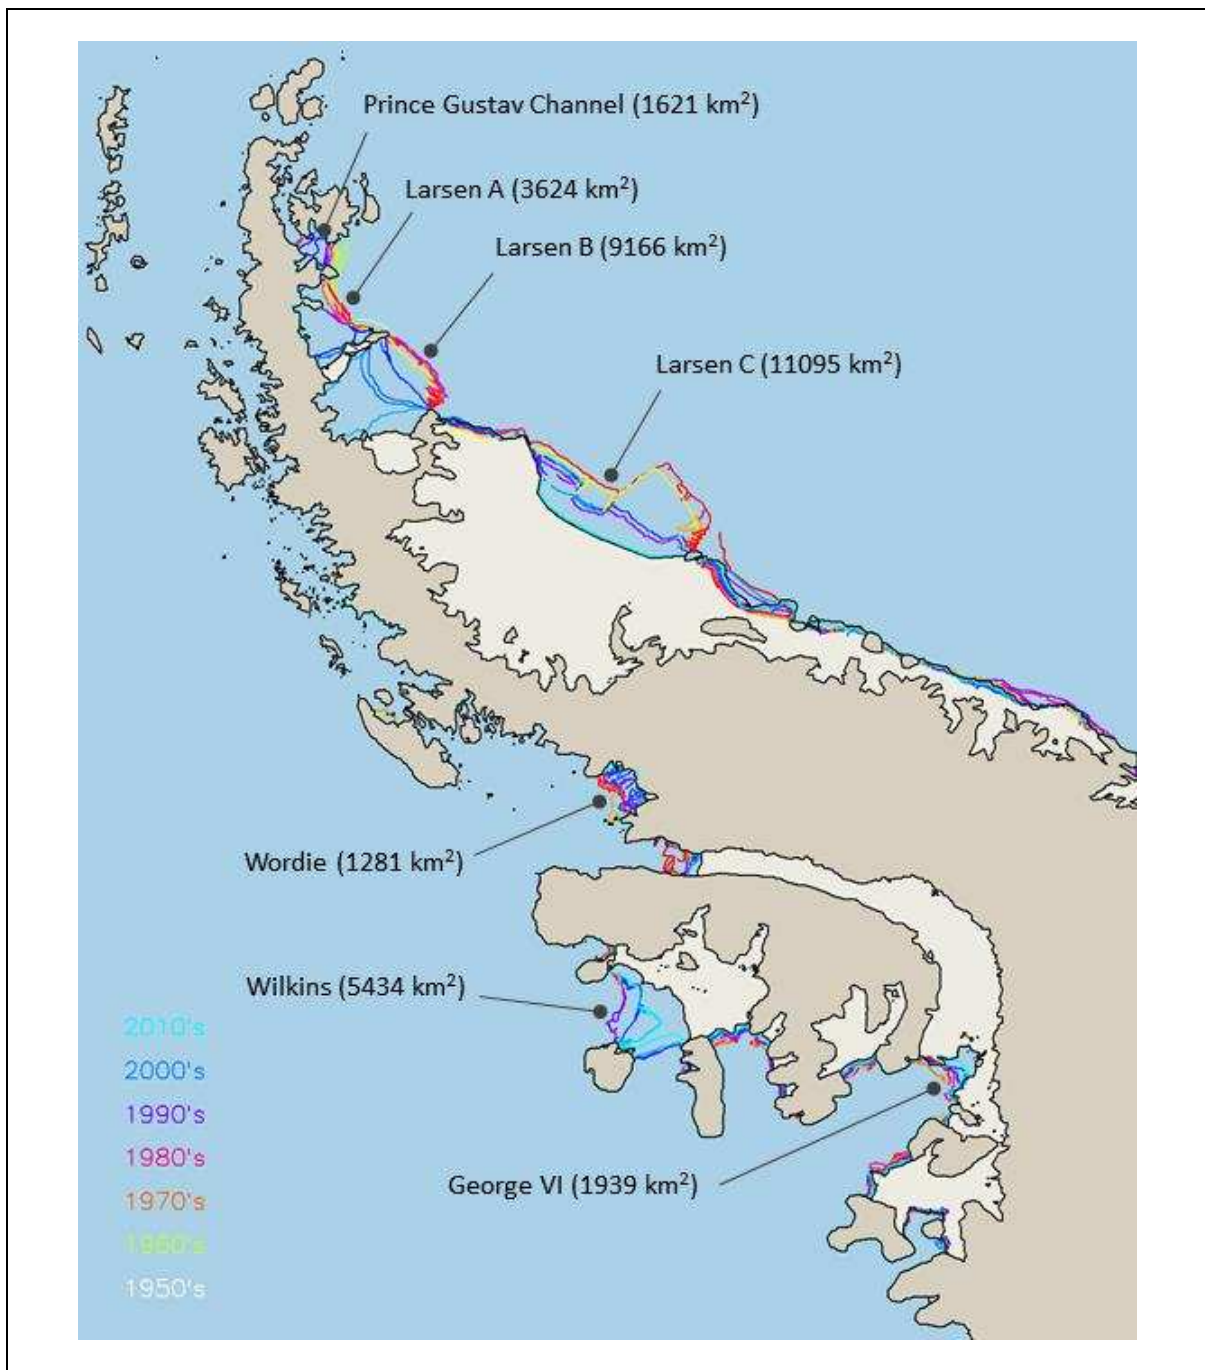 Prince Gustav Channel (1621 km²)
Larsen A (3624 km²)
Larsen B (9166 km²)
Larsen C (11095 km²)
Wordie (1281 km²)
Wilkins (5434 km²)
2010's
2000's
1990's
1980's
1970's
1960's
1950's
George VI (1939 km²)